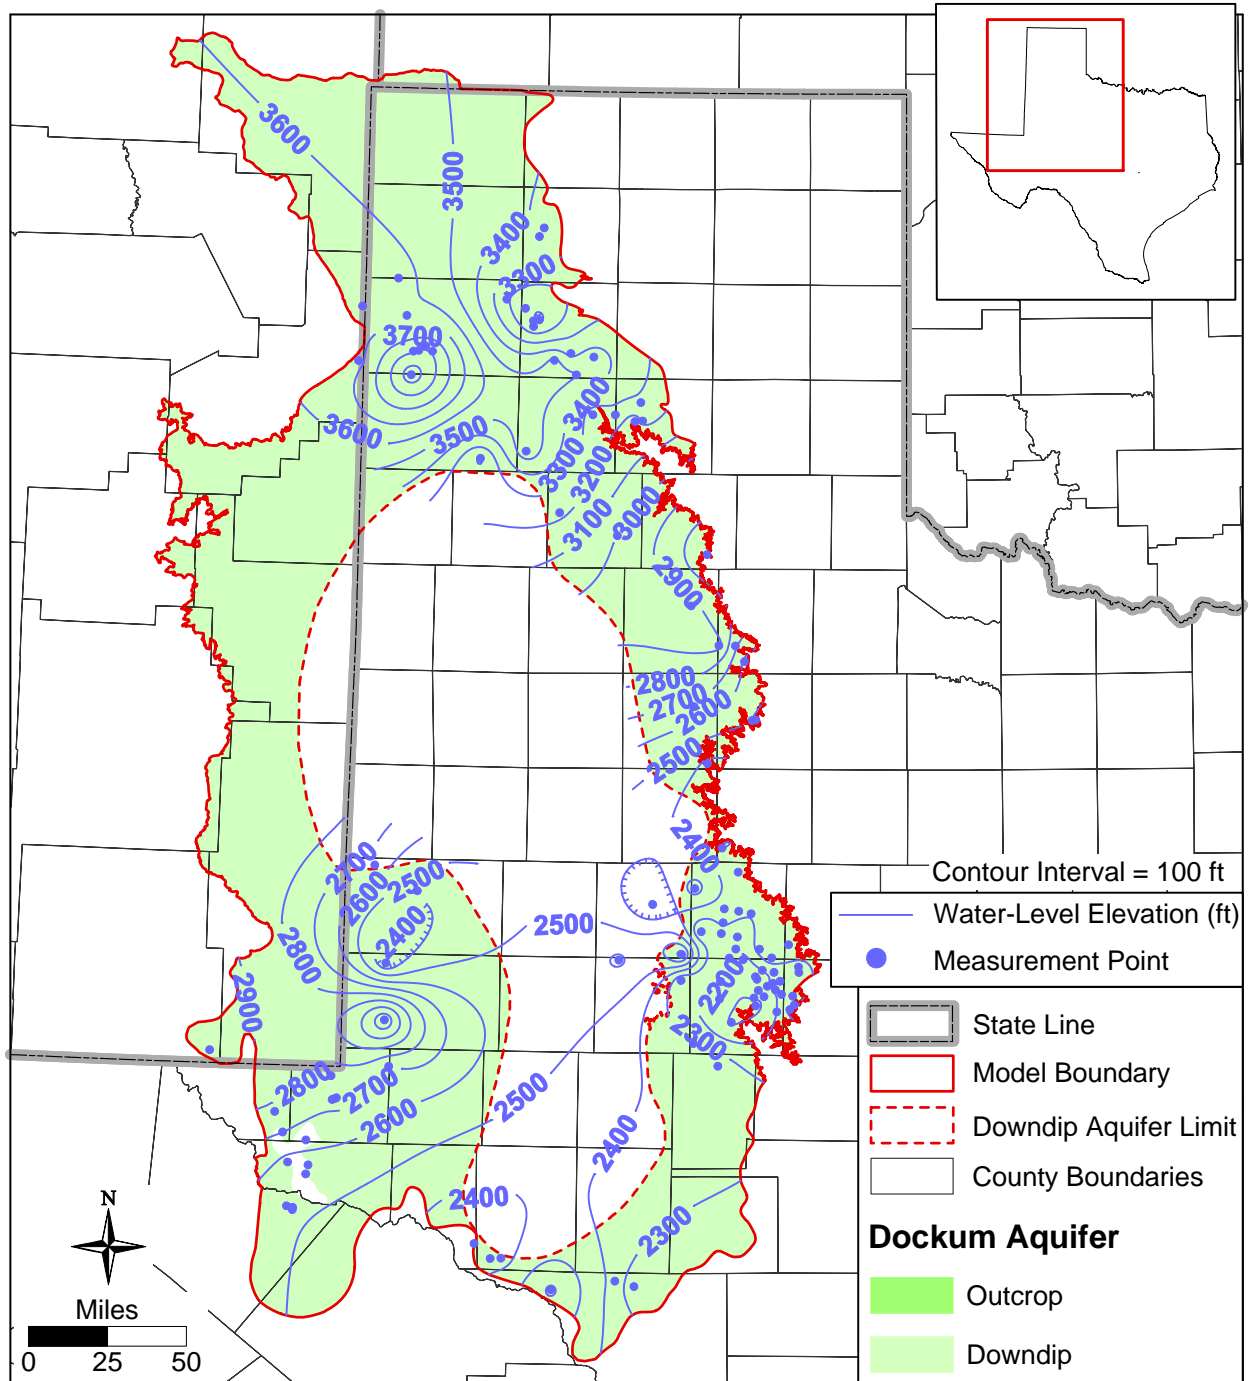 3600
3500
3400
3300
3700
3600
3500
3400
3300
3200
3100
3000
2900
2800
2700
2600
2500
2400
2700
2600
2500
2400
2500
2800
2900
2200
2300
2800
2700
2600
2500
2400
2400
2300
Contour Interval = 100 ft
Water-Level Elevation (ft)
Measurement Point
State Line
Model Boundary
Downdip Aquifer Limit
County Boundaries
Dockum Aquifer
Outcrop
Downdip
N
Miles
0 25 50